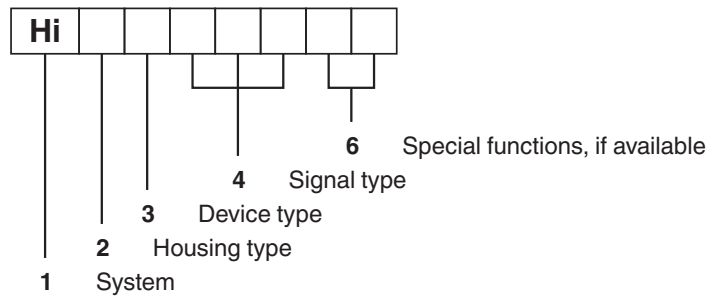 Hi
6 Special functions, if available
4 Signal type
3 Device type
2 Housing type
1 System